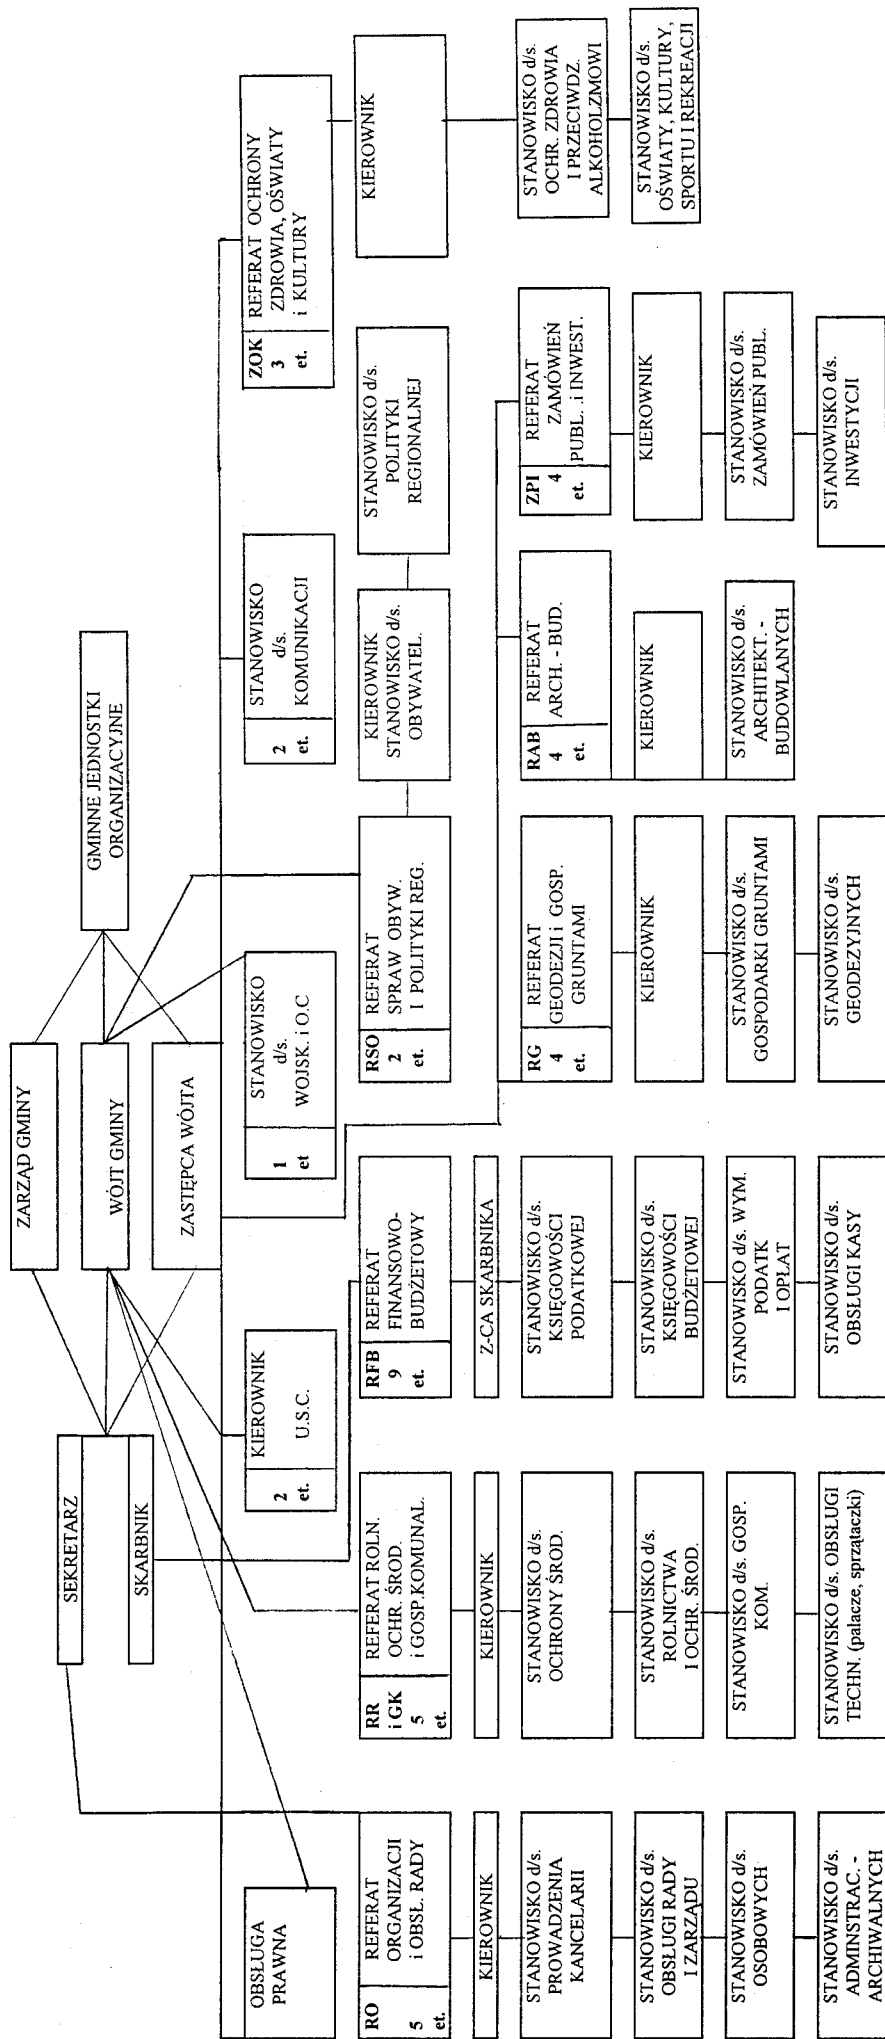 ZARZĄD GMINY
WÓJT GMINY
ZASTĘPCA WÓJTA
SEKRETARZ
SKARBNIK
GMINNE JEDNOSTKI
ORGANIZACYJNE
OBSŁUGA
PRAWNA
2
et.
KIEROWNIK
U.S.C.
1
et
STANOWISKO
d/s.
WOJSK. i O.C
2
et.
STANOWISKO
d/s.
KOMUNIKACJI
ZOK
3
et.
REFERAT OCHRONY
ZDROWIA, OŚWIATY
i KULTURY
KIEROWNIK
STANOWISKO d/s.
OCHR. ZDROWIA
I PRZECIWDZ.
ALKOHOLZMOWI
STANOWISKO d/s.
OŚWIATY, KULTURY,
SPORTU I REKREACJI
RO
5
et.
REFERAT
ORGANIZACJI
i OBSŁ. RADY
KIEROWNIK
STANOWISKO d/s.
PROWADZENIA
KANCELARII
STANOWISKO d/s.
OBSŁUGI RADY
I ZARZĄDU
STANOWISKO d/s.
OSOBOWYCH
STANOWISKO d/s.
ADMINSTRAC. -
ARCHIWALNYCH
RR
i GK
5
et.
REFERAT ROLN.
OCHR. ŚROD.
i GOSP.KOMUNAL.
KIEROWNIK
STANOWISKO d/s.
OCHRONY ŚROD.
STANOWISKO d/s.
ROLNICTWA
I OCHR. ŚROD.
STANOWISKO d/s. GOSP.
KOM.
STANOWISKO d/s. OBSŁUGI
TECHN. (palacze, sprzątaczki)
RFB
9
et.
REFERAT
FINANSOWO-
BUDŻETOWY
Z-CA SKARBNIKA
STANOWISKO d/s.
KSIĘGOWOŚCI
PODATKOWEJ
STANOWISKO d/s.
KSIĘGOWOŚCI
BUDŻETOWEJ
STANOWISKO d/s. WYM.
PODATK
I OPŁAT
STANOWISKO d/s.
OBSŁUGI KASY
RSO
2
et.
REFERAT
SPRAW OBYW.
I POLITYKI REG.
KIEROWNIK
STANOWISKO d/s.
OBYWATEL.
STANOWISKO d/s.
POLITYKI
REGIONALNEJ
RG
4
et.
REFERAT
GEODEZJI i GOSP.
GRUNTAMI
KIEROWNIK
STANOWISKO d/s.
GOSPODARKI GRUNTAMI
STANOWISKO d/s.
GEODEZYJNYCH
RAB
4
et.
REFERAT
ARCH. - BUD.
KIEROWNIK
STANOWISKO d/s.
ARCHITEKT. -
BUDOWLANYCH
ZPI
4
et.
REFERAT
ZAMÓWIEŃ
PUBL. .i INWEST.
KIEROWNIK
STANOWISKO d/s.
ZAMÓWIEŃ PUBL.
STANOWISKO d/s.
INWESTYCJI